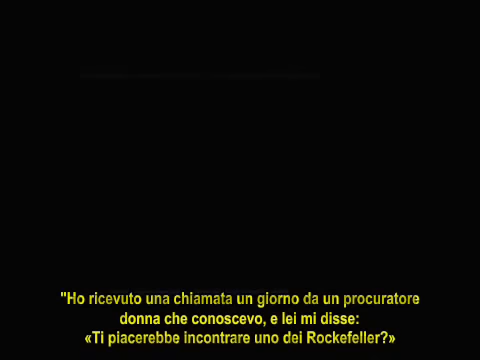 "Ho ricevuto una chiamata un giorno da un procuratore
donna che conoscevo, e lei mi disse:
«Ti piacerebbe incontrare uno dei Rockefeller?»